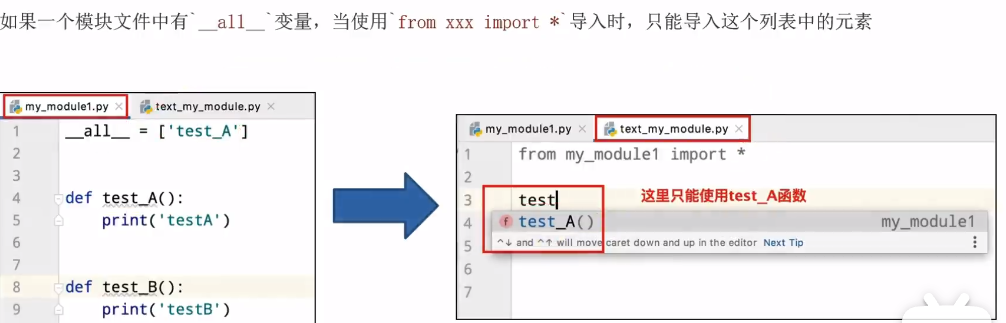 如果一个模块文件中有`__all__`变量，当使用`from xxx import *`导入时，只能导入这个列表中的元素
my_module1.py × text_my_module.py ×
1 __all__ = ['test_A']
2
3
4 def test_A():
5 print('testA')
6
7
8 def test_B():
9 print('testB')
my_module1.py × text_my_module.py ×
1 from my_module1 import *
2
3 test 这里只能使用test_A函数
4 f test_A() my_module1
5 ^↓ and ^↑ will move caret down and up in the editor Next Tip
6
7